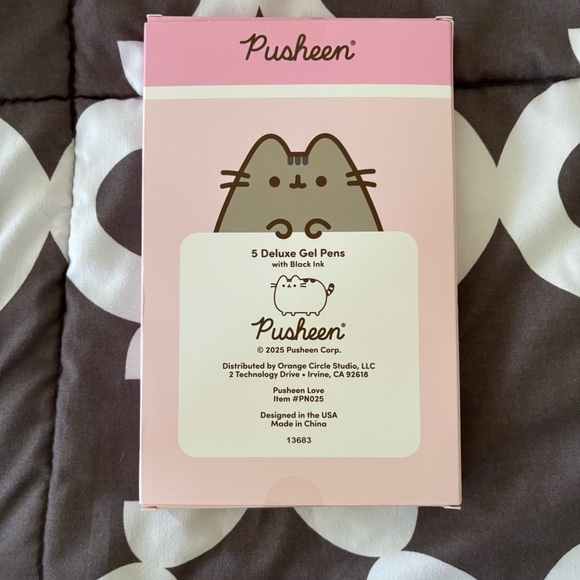 Pusheen®
5 Deluxe Gel Pens
with Black Ink
Pusheen®
© 2025 Pusheen Corp.
Distributed by Orange Circle Studio, LLC
2 Technology Drive • Irvine, CA 92618
Pusheen Love
Item #PN025
Designed in the USA
Made in China
13683